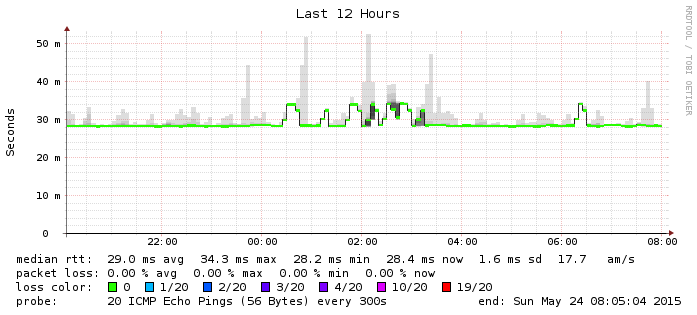 Last 12 Hours
RRDTOOL / TOBI OETIKER
Seconds
50 m
40 m
30 m
20 m
10 m
0
22:00 00:00 02:00 04:00 06:00 08:00
median rtt: 29.0 ms avg 34.3 ms max 28.2 ms min 28.4 ms now 1.6 ms sd 17.7 am/s
packet loss: 0.00 % avg 0.00 % max 0.00 % min 0.00 % now
loss color: 0 1/20 2/20 3/20 4/20 10/20 19/20
probe: 20 ICMP Echo Pings (56 Bytes) every 300s end: Sun May 24 08:05:04 2015